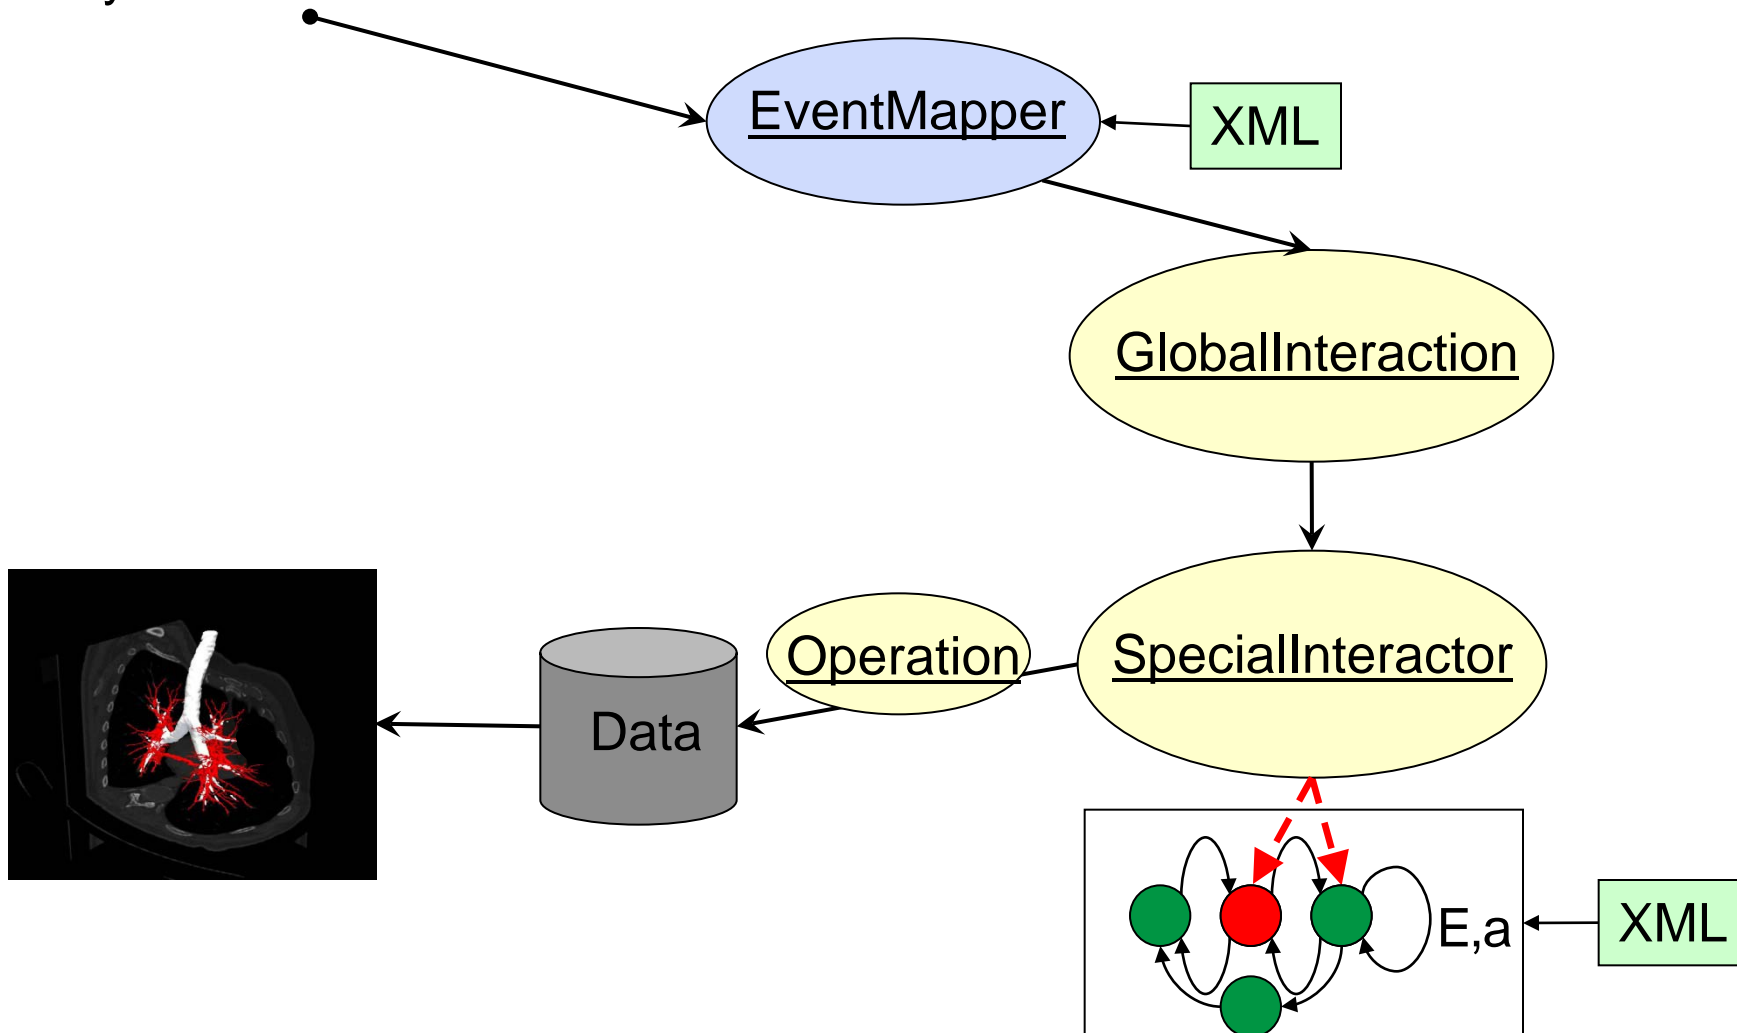 EventMapper
XML
GlobalInteraction
Operation
SpecialInteractor
Data
E,a
XML